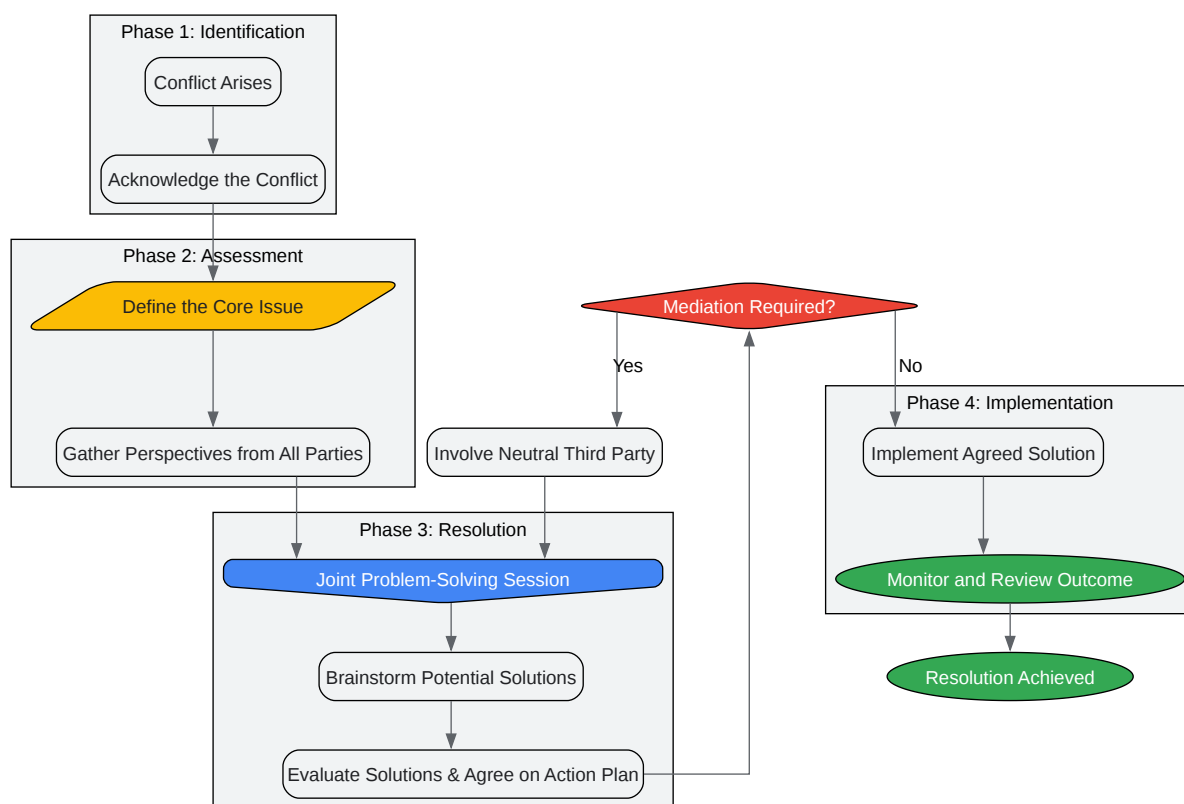 Phase 1: Identification
Conflict Arises
Acknowledge the Conflict
Phase 2: Assessment
Define the Core Issue
Gather Perspectives from All Parties
Mediation Required?
Yes
No
Involve Neutral Third Party
Phase 3: Resolution
Joint Problem-Solving Session
Brainstorm Potential Solutions
Evaluate Solutions & Agree on Action Plan
Phase 4: Implementation
Implement Agreed Solution
Monitor and Review Outcome
Resolution Achieved